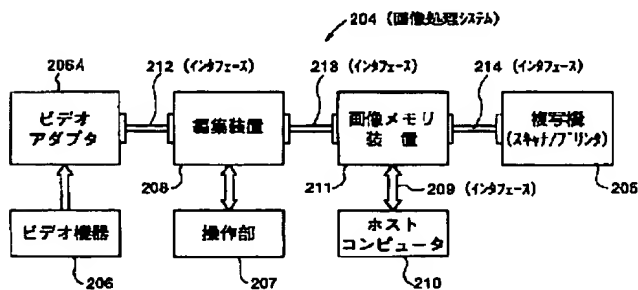 204 (画像処理システム)
206A
212 (インタフェース)
218 (インタフェース)
214 (インタフェース)
ビデオ
アダプタ
編集装置
画像メモリ
装 置
複写機
(スキャナ/プリンタ)
208
211
209 (インタフェース)
205
ビデオ機器
操作部
ホスト
コンピュータ
206
207
210